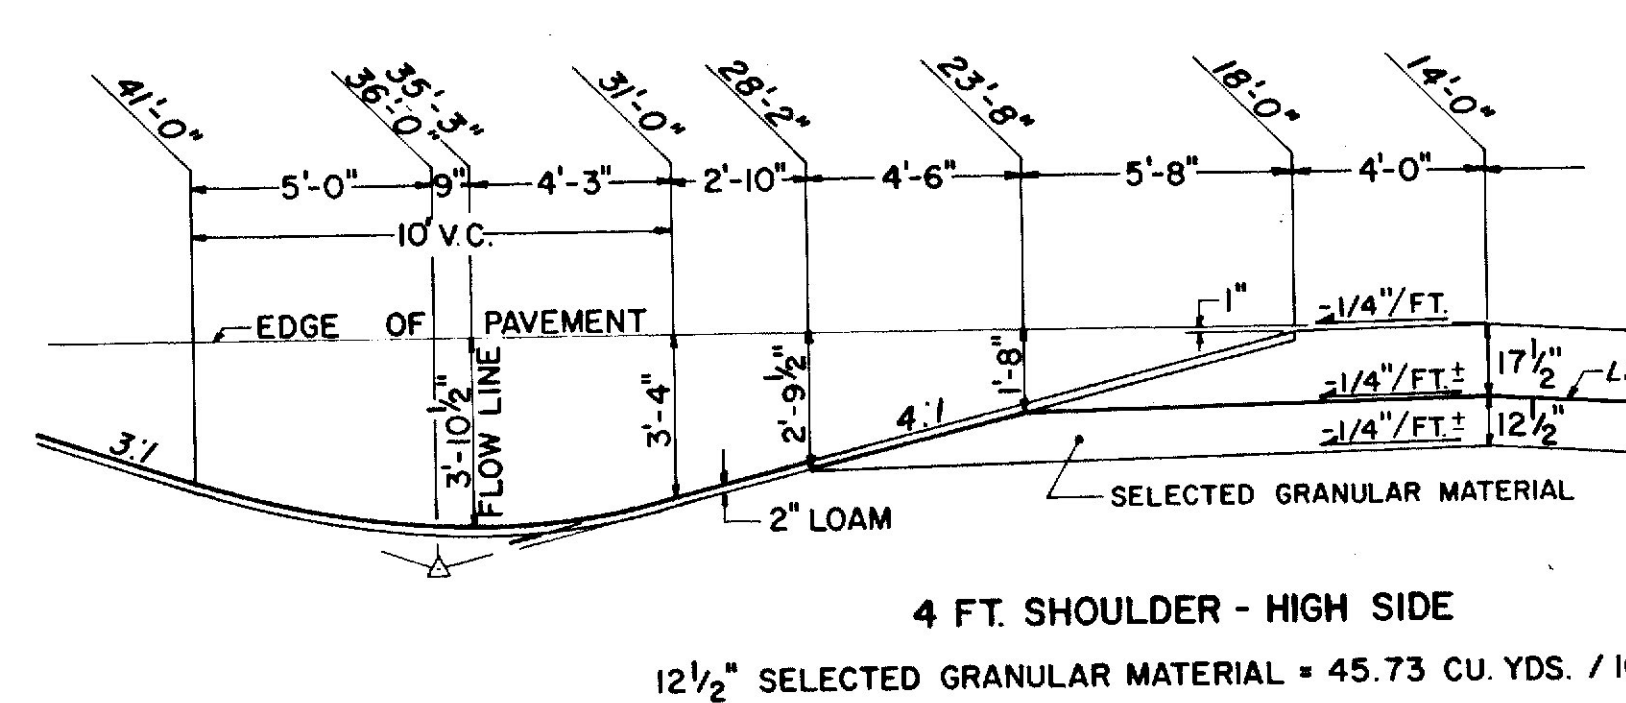 41'-0"
36'-0"
35'-3"
31'-0"
28'-2"
23'-8"
18'-0"
14'-0"
5'-0"
9"
4'-3"
2'-10"
4'-6"
5'-8"
4'-0"
10' V.C.
1"
-1/4"/FT.
EDGE OF PAVEMENT
3'-10 1/2"
FLOW LINE
3'-4"
2'-9 1/2"
1'-8"
17 1/2"
-1/4"/FT.±
4:1
12 1/2"
-1/4"/FT.±
3:1
SELECTED GRANULAR MATERIAL
2" LOAM
4 FT. SHOULDER - HIGH SIDE
12 1/2" SELECTED GRANULAR MATERIAL = 45.73 CU. YDS. /